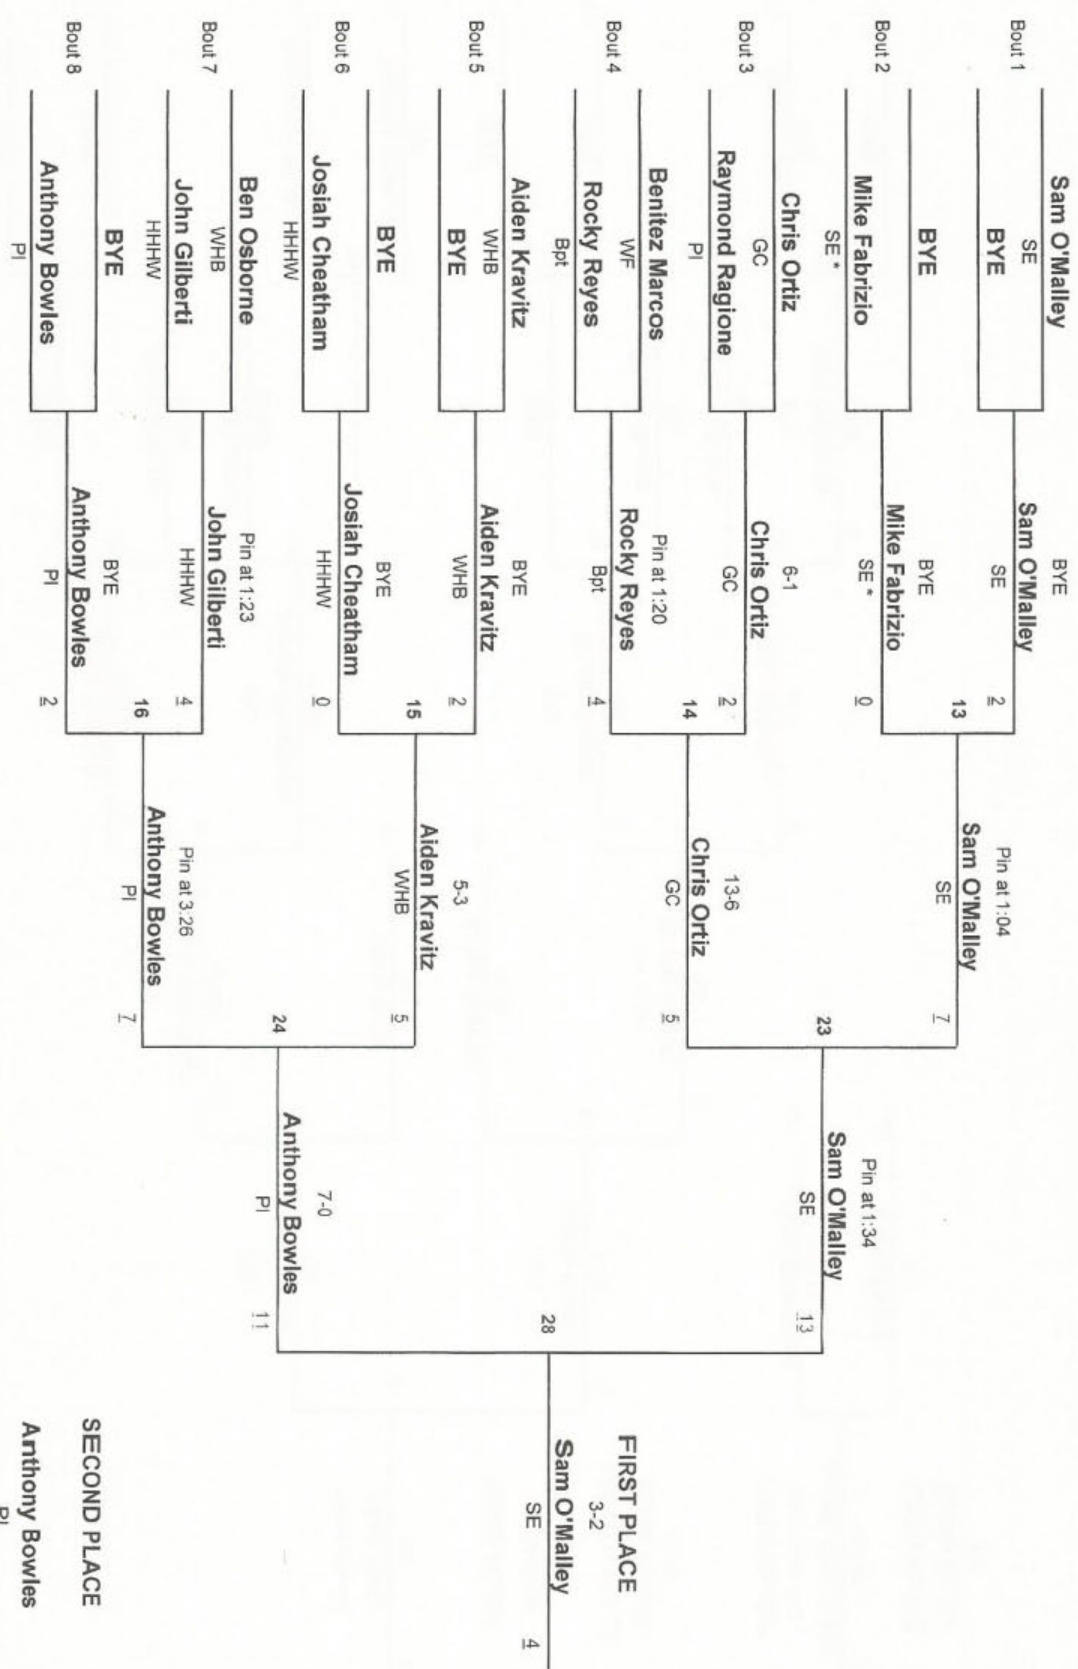 Bout 1
Sam O'Malley
SE
BYE
Bout 2
BYE
Mike Fabrizio
SE *
Bout 3
Chris Ortiz
GC
Raymond Ragione
PI
Bout 4
Benitez Marcos
WF
Rocky Reyes
Bpt
Bout 5
Aiden Kravitz
WHB
BYE
Bout 6
BYE
Josiah Cheatham
HHHW
Bout 7
Ben Osborne
WHB
John Gilberti
HHHW
Bout 8
BYE
Anthony Bowles
PI
BYE
Sam O'Malley
SE 2
13
BYE
Mike Fabrizio
SE * 0
6-1
Chris Ortiz
GC 2
14
Pin at 1:20
Rocky Reyes
Bpt 4
BYE
Aiden Kravitz
WHB 2
15
BYE
Josiah Cheatham
HHHW 0
Pin at 1:23
John Gilberti
HHHW 4
16
BYE
Anthony Bowles
PI 2
Pin at 1:04
Sam O'Malley
SE 7
23
13-6
Chris Ortiz
GC 5
5-3
Aiden Kravitz
WHB 5
24
Pin at 3:26
Anthony Bowles
PI 7
Pin at 1:34
Sam O'Malley
SE 13
28
7-0
Anthony Bowles
PI 11
FIRST PLACE
3-2
Sam O'Malley
SE 4
SECOND PLACE
Anthony Bowles
PI